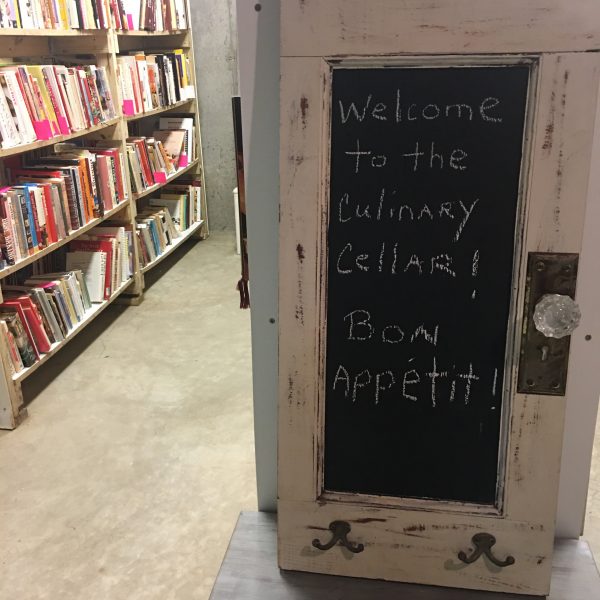 Welcome
to the
Culinary
Cellar!
Bon
Appétit!